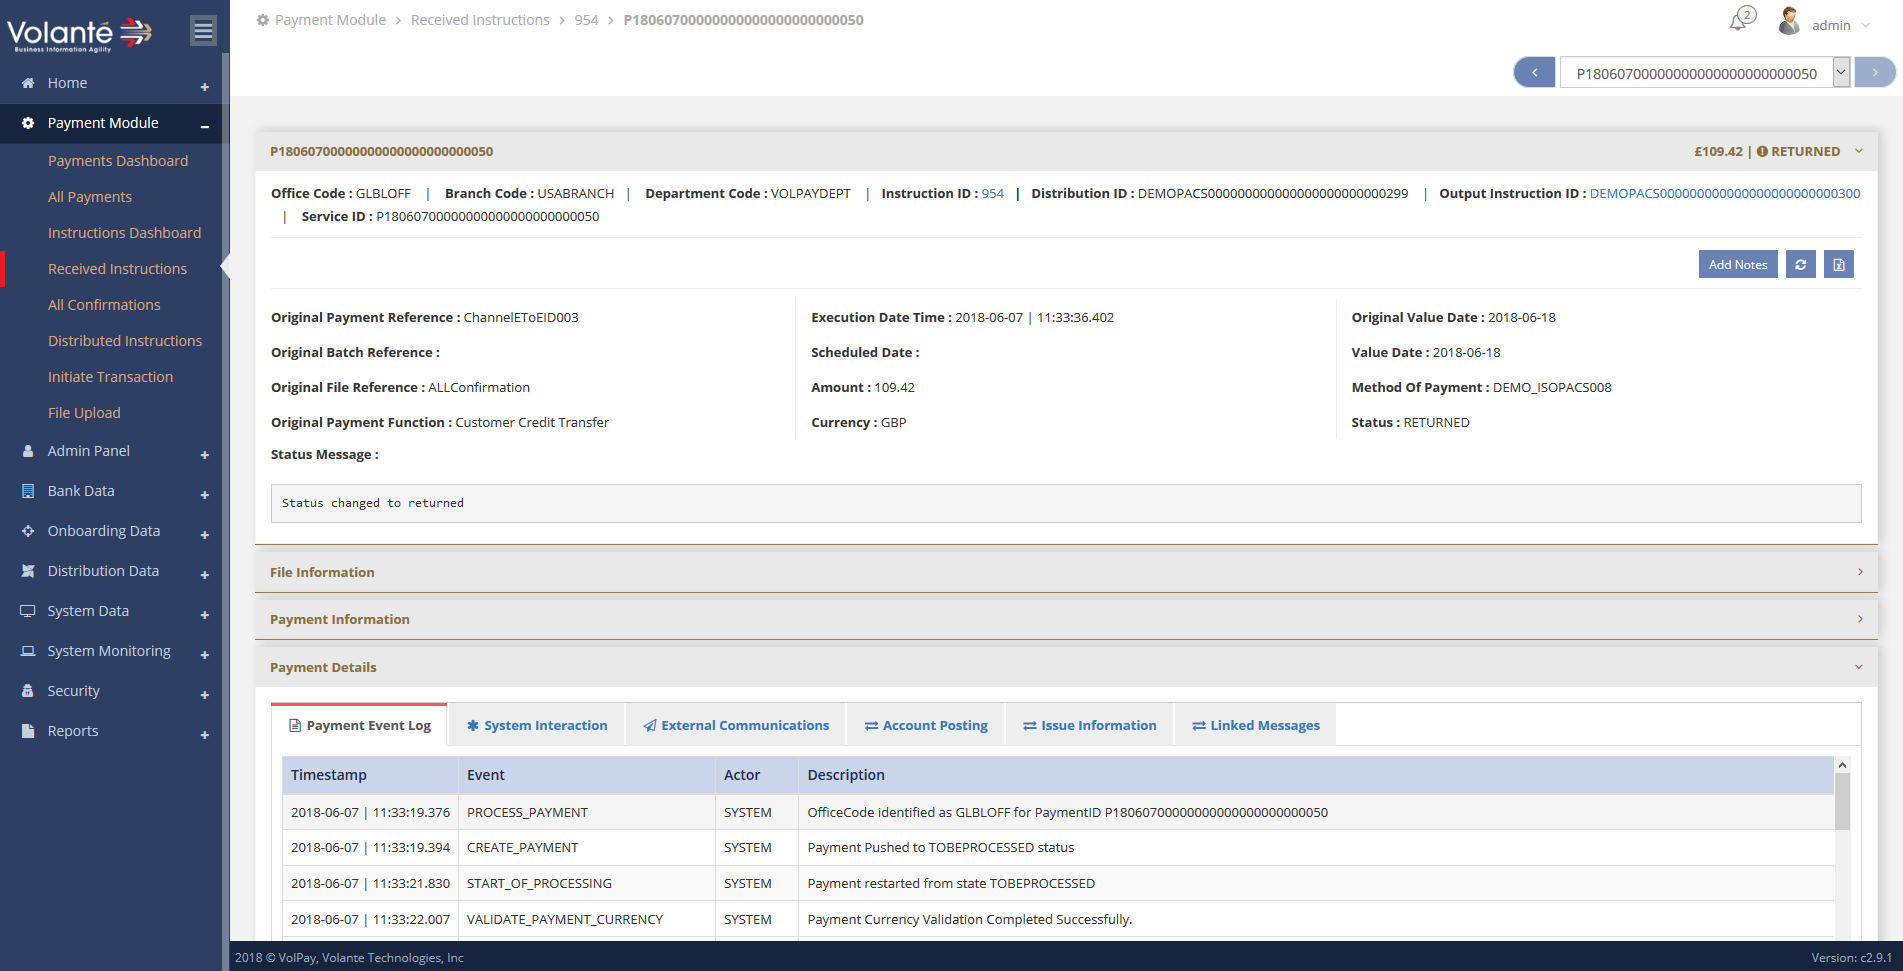 Volanté
Business Information Agility
Payment Module > Received Instructions > 954 > P180607000000000000000000000050
2
admin
P180607000000000000000000000050
Home
Payment Module
Payments Dashboard
All Payments
Instructions Dashboard
Received Instructions
All Confirmations
Distributed Instructions
Initiate Transaction
File Upload
Admin Panel
Bank Data
Onboarding Data
Distribution Data
System Data
System Monitoring
Security
Reports
P180607000000000000000000000050 £109.42 | RETURNED
Office Code : GLBLOFF | Branch Code : USABRANCH | Department Code : VOLPAYDEPT | Instruction ID : 954 | Distribution ID : DEMOPACS000000000000000000000000299 | Output Instruction ID : DEMOPACS000000000000000000000000300
| Service ID : P180607000000000000000000000050
Add Notes
Original Payment Reference : ChannelEToEID003 Execution Date Time : 2018-06-07 | 11:33:36.402 Original Value Date : 2018-06-18
Original Batch Reference : Scheduled Date : Value Date : 2018-06-18
Original File Reference : ALLConfirmation Amount : 109.42 Method Of Payment : DEMO_ISOPACS008
Original Payment Function : Customer Credit Transfer Currency : GBP Status : RETURNED
Status Message :
Status changed to returned
File Information
Payment Information
Payment Details
Payment Event Log System Interaction External Communications Account Posting Issue Information Linked Messages
Timestamp Event Actor Description
2018-06-07 | 11:33:19.376 PROCESS_PAYMENT SYSTEM OfficeCode identified as GLBLOFF for PaymentID P180607000000000000000000000050
2018-06-07 | 11:33:19.394 CREATE_PAYMENT SYSTEM Payment Pushed to TOBEPROCESSED status
2018-06-07 | 11:33:21.830 START_OF_PROCESSING SYSTEM Payment restarted from state TOBEPROCESSED
2018-06-07 | 11:33:22.007 VALIDATE_PAYMENT_CURRENCY SYSTEM Payment Currency Validation Completed Successfully.
2018 © VolPay, Volante Technologies, Inc Version: c2.9.1